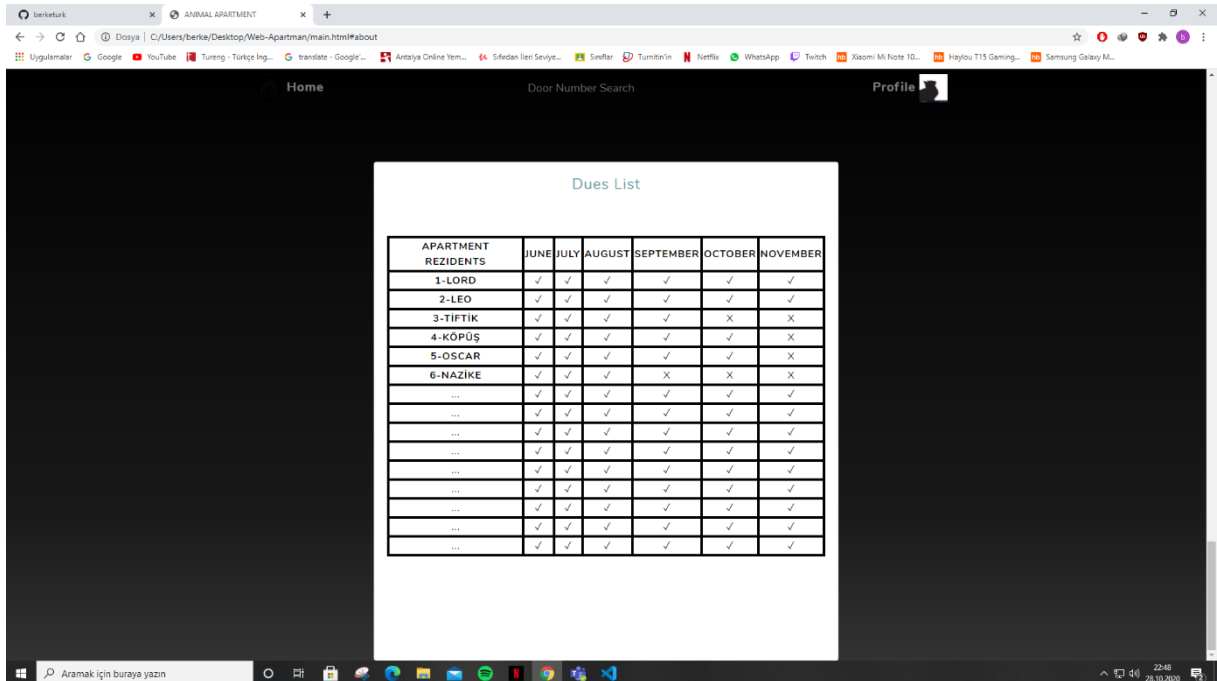 berketurk
ANIMAL APARTMENT
Dosya | C:/Users/berke/Desktop/Web-Apartman/main.html#about
Uygulamalar Google YouTube Tureng - Türkçe İng... translate - Google'... Antalya Online Yem... Sıfırdan İleri Seviye... Sınıflar Turnitin'in Netflix WhatsApp Twitch Xiaomi Mi Note 10... Haylou T15 Gaming... Samsung Galaxy M...
Home Door Number Search Profile
Dues List
APARTMENT REZIDENTS JUNE JULY AUGUST SEPTEMBER OCTOBER NOVEMBER
1-LORD ✓ ✓ ✓ ✓ ✓ ✓
2-LEO ✓ ✓ ✓ ✓ ✓ ✓
3-TİFTİK ✓ ✓ ✓ ✓ X X
4-KÖPÜŞ ✓ ✓ ✓ ✓ ✓ X
5-OSCAR ✓ ✓ ✓ ✓ ✓ X
6-NAZİKE ✓ ✓ ✓ X X X
... ✓ ✓ ✓ ✓ ✓ ✓
... ✓ ✓ ✓ ✓ ✓ ✓
... ✓ ✓ ✓ ✓ ✓ ✓
... ✓ ✓ ✓ ✓ ✓ ✓
... ✓ ✓ ✓ ✓ ✓ ✓
... ✓ ✓ ✓ ✓ ✓ ✓
... ✓ ✓ ✓ ✓ ✓ ✓
... ✓ ✓ ✓ ✓ ✓ ✓
... ✓ ✓ ✓ ✓ ✓ ✓
Aramak için buraya yazın
22:48
28.10.2020